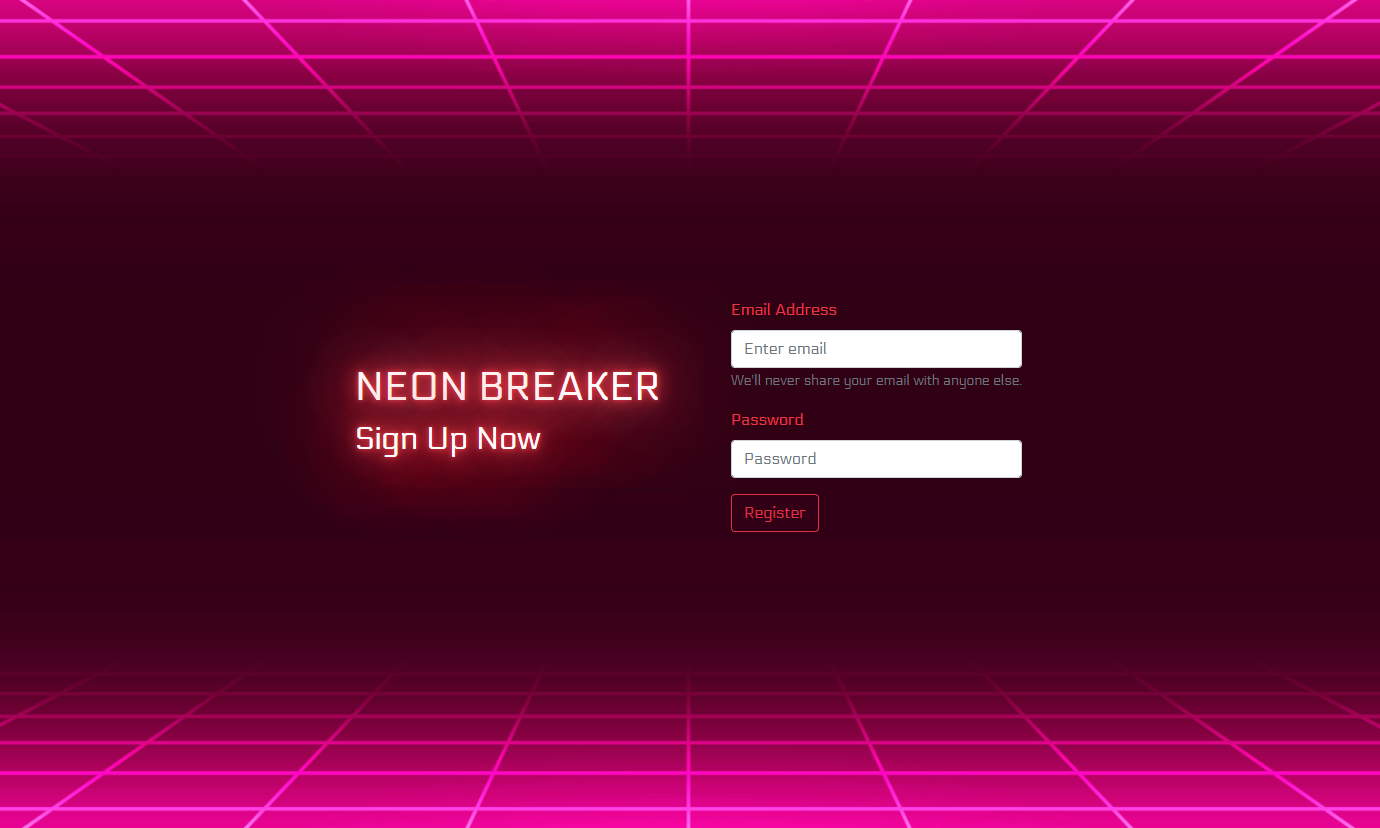 NEON BREAKER
Sign Up Now
Email Address
Enter email
We'll never share your email with anyone else.
Password
Password
Register